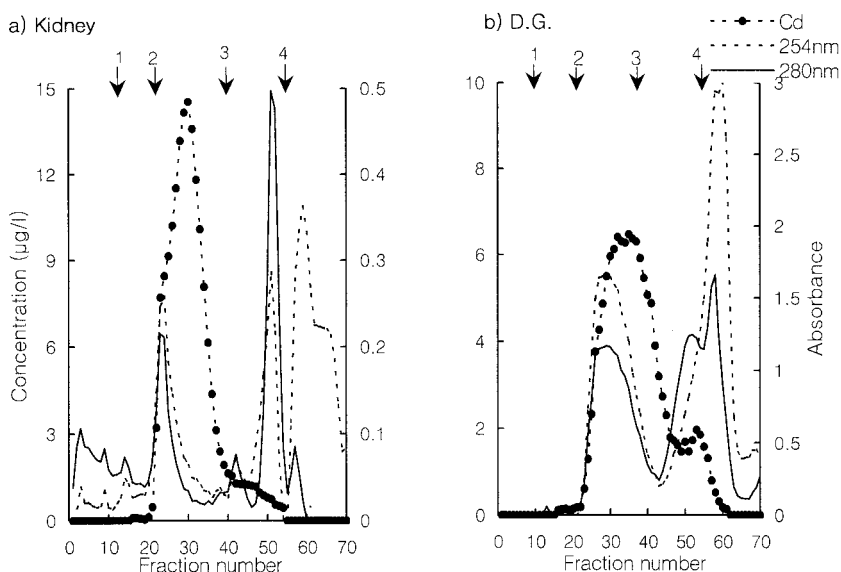 a) Kidney
1 2 3 4
15 0.5
12 0.4
9 0.3
6 0.2
3 0.1
0 0
0 10 20 30 40 50 60 70
Concentration (µg/l)
Fraction number
b) D.G.
Cd
254nm
280nm
1 2 3 4
10 3
2.5
8
2
6
1.5
4
1
2
0.5
0 0
0 10 20 30 40 50 60 70
Absorbance
Fraction number